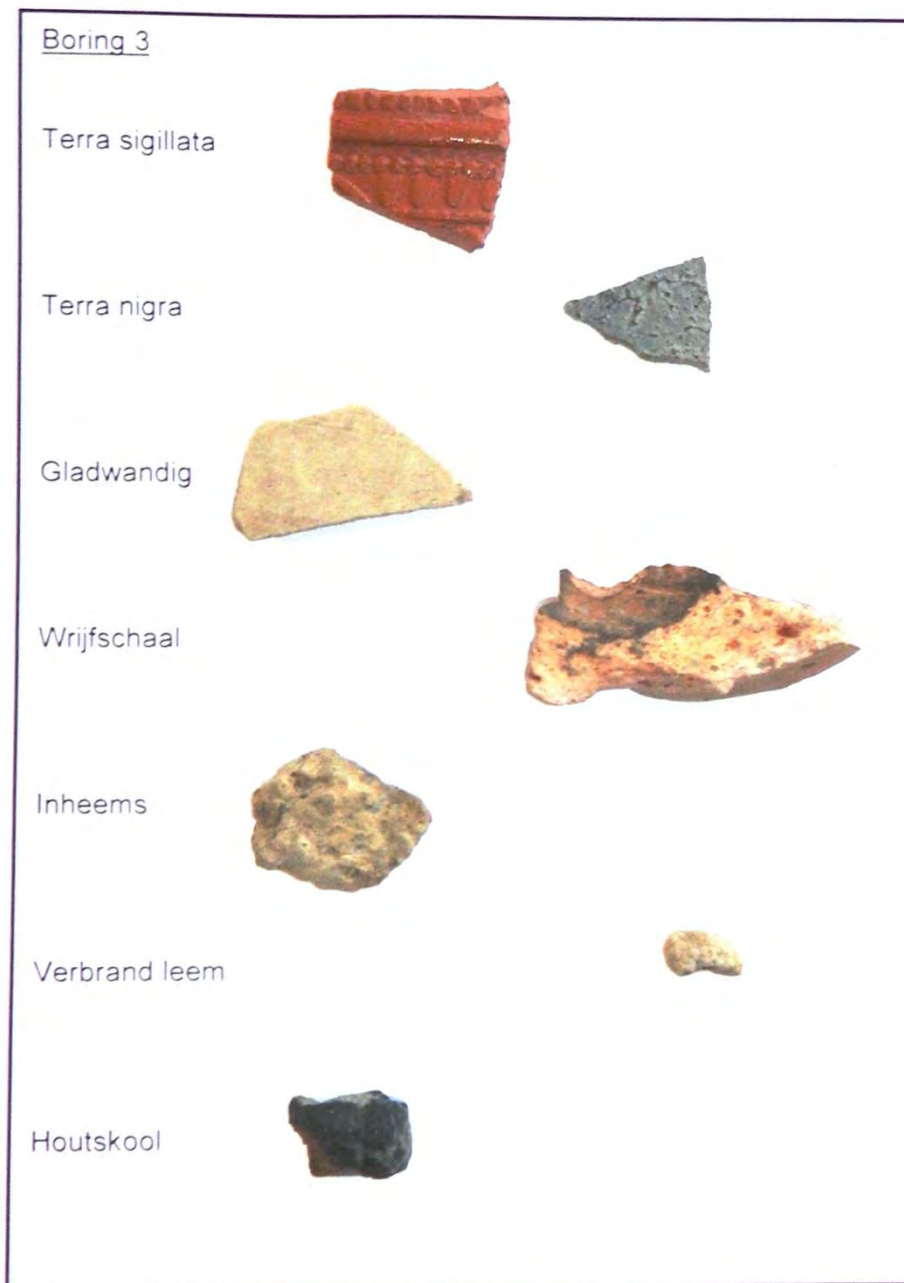 Boring 3
Terra sigillata
Terra nigra
Gladwandig
Wrijfschaal
Inheems
Verbrand leem
Houtskool